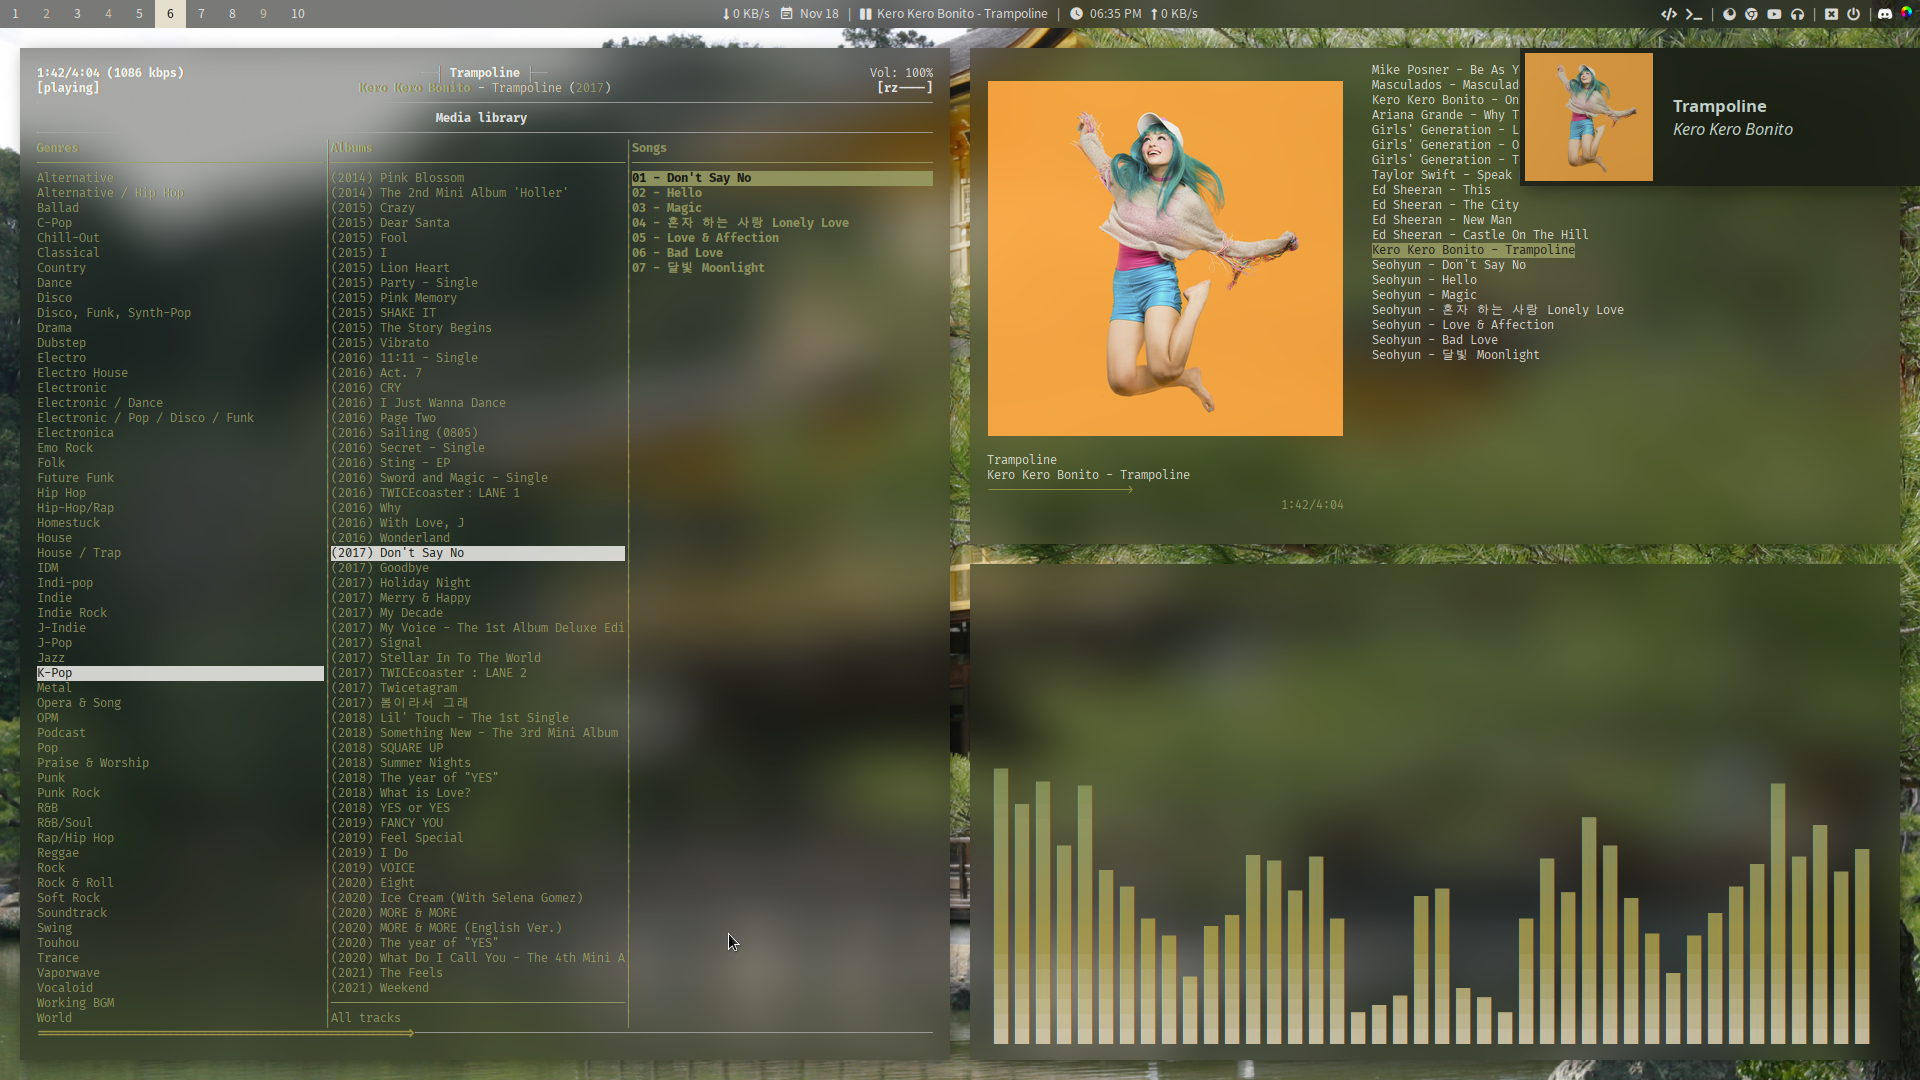 1 2 3 4 5 6 7 8 9 10
0 KB/s Nov 18 | Kero Kero Bonito - Trampoline | 06:35 PM 0 KB/s
1:42/4:04 (1086 kbps)
Trampoline
Vol: 100%
[playing]
Kero Kero Bonito - Trampoline (2017)
[rz———]
Media library
Genres
Alternative
Alternative / Hip Hop
Ballad
C-Pop
Chill-Out
Classical
Country
Dance
Disco
Disco, Funk, Synth-Pop
Drama
Dubstep
Electro
Electro House
Electronic
Electronic / Dance
Electronic / Pop / Disco / Funk
Electronica
Emo Rock
Folk
Future Funk
Hip Hop
Hip-Hop/Rap
Homestuck
House
House / Trap
IDM
Indi-pop
Indie
Indie Rock
J-Indie
J-Pop
Jazz
K-Pop
Metal
Opera & Song
OPM
Podcast
Pop
Praise & Worship
Punk
Punk Rock
R&B
R&B/Soul
Rap/Hip Hop
Reggae
Rock
Rock & Roll
Soft Rock
Soundtrack
Swing
Touhou
Trance
Vaporwave
Vocaloid
Working BGM
World
Albums
(2014) Pink Blossom
(2014) The 2nd Mini Album 'Holler'
(2015) Crazy
(2015) Dear Santa
(2015) Fool
(2015) I
(2015) Lion Heart
(2015) Party - Single
(2015) Pink Memory
(2015) SHAKE IT
(2015) The Story Begins
(2015) Vibrato
(2016) 11:11 - Single
(2016) Act. 7
(2016) CRY
(2016) I Just Wanna Dance
(2016) Page Two
(2016) Sailing (0805)
(2016) Secret - Single
(2016) Sting - EP
(2016) Sword and Magic - Single
(2016) TWICEcoaster : LANE 1
(2016) Why
(2016) With Love, J
(2016) Wonderland
(2017) Don't Say No
(2017) Goodbye
(2017) Holiday Night
(2017) Merry & Happy
(2017) My Decade
(2017) My Voice - The 1st Album Deluxe Edi
(2017) Signal
(2017) Stellar In To The World
(2017) TWICEcoaster : LANE 2
(2017) Twicetagram
(2017) 봄이라서 그래
(2018) Lil' Touch - The 1st Single
(2018) Something New - The 3rd Mini Album
(2018) SQUARE UP
(2018) Summer Nights
(2018) The year of "YES"
(2018) What is Love?
(2018) YES or YES
(2019) FANCY YOU
(2019) Feel Special
(2019) I Do
(2019) VOICE
(2020) Eight
(2020) Ice Cream (With Selena Gomez)
(2020) MORE & MORE
(2020) MORE & MORE (English Ver.)
(2020) The year of "YES"
(2020) What Do I Call You - The 4th Mini A
(2021) The Feels
(2021) Weekend
All tracks
Songs
01 - Don't Say No
02 - Hello
03 - Magic
04 - 혼자 하는 사랑 Lonely Love
05 - Love & Affection
06 - Bad Love
07 - 달빛 Moonlight
Trampoline
Kero Kero Bonito - Trampoline
1:42/4:04
Mike Posner - Be As Y
Masculados - Masculad
Kero Kero Bonito - On
Ariana Grande - Why T
Girls' Generation - L
Girls' Generation - O
Girls' Generation - T
Taylor Swift - Speak
Ed Sheeran - This
Ed Sheeran - The City
Ed Sheeran - New Man
Ed Sheeran - Castle On The Hill
Kero Kero Bonito - Trampoline
Seohyun - Don't Say No
Seohyun - Hello
Seohyun - Magic
Seohyun - 혼자 하는 사랑 Lonely Love
Seohyun - Love & Affection
Seohyun - Bad Love
Seohyun - 달빛 Moonlight
Trampoline
Kero Kero Bonito